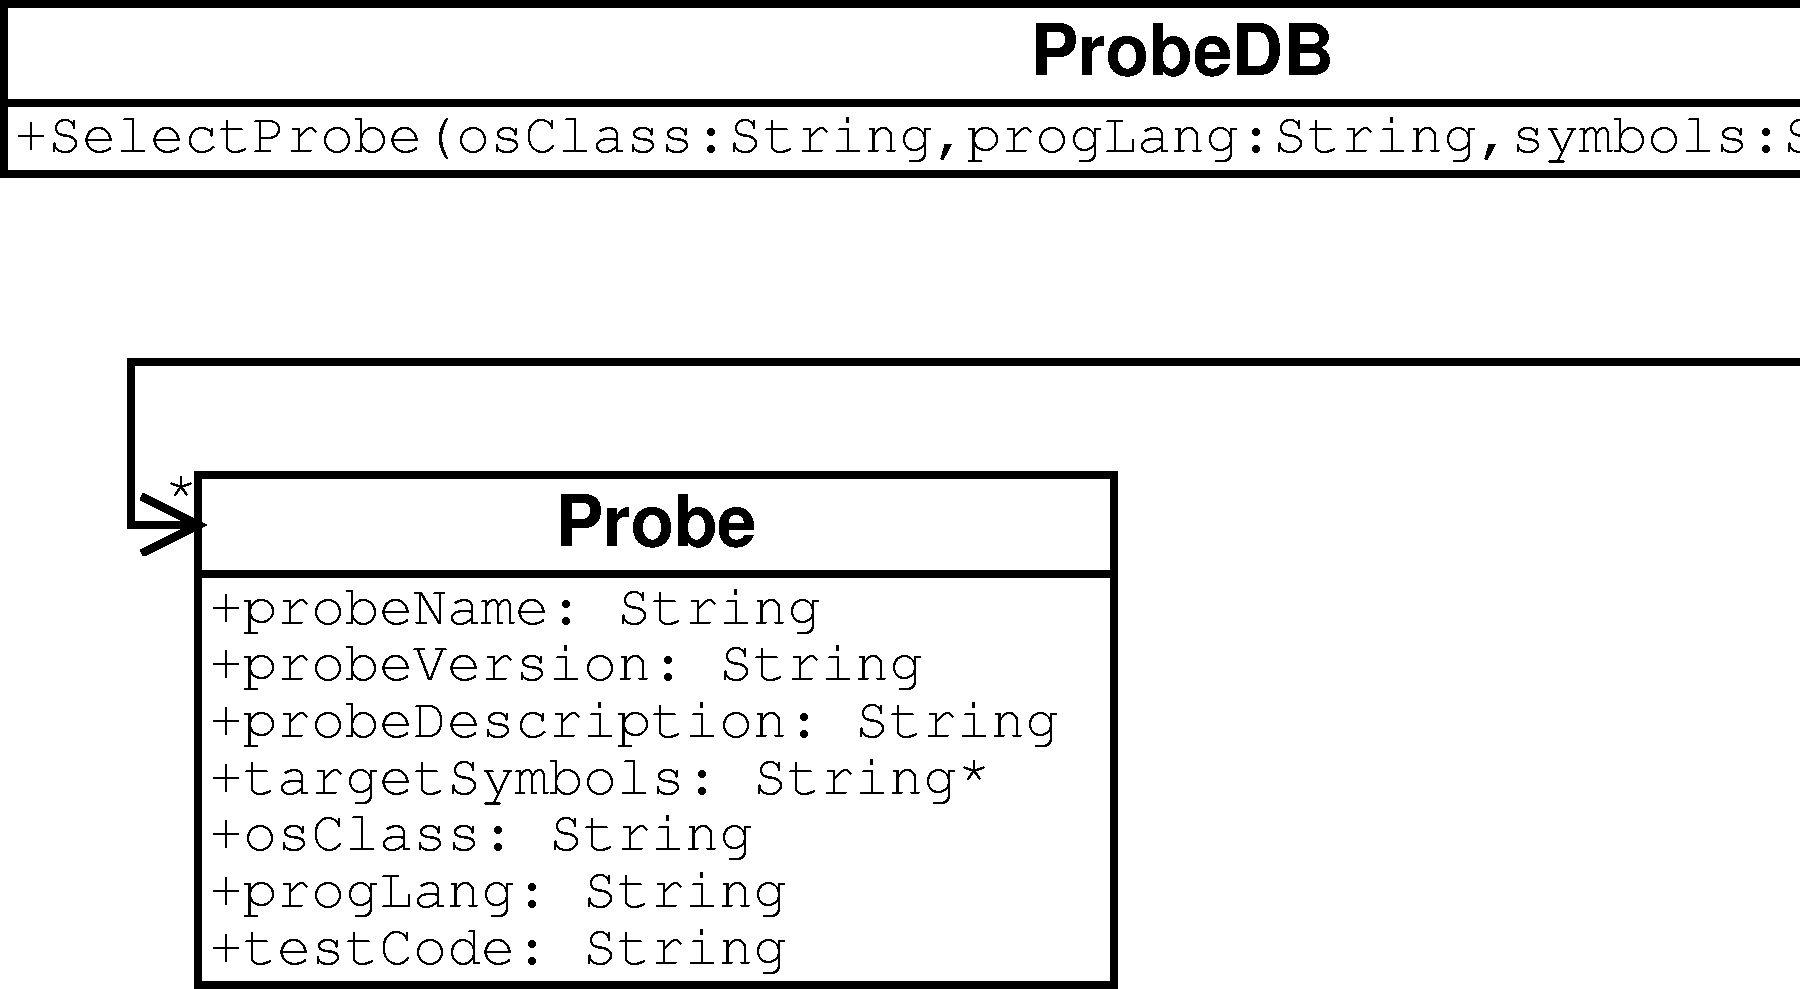 ProbeDB
+SelectProbe(osClass:String,progLang:String,symbols:S
*
Probe
+probeName: String
+probeVersion: String
+probeDescription: String
+targetSymbols: String*
+osClass: String
+progLang: String
+testCode: String